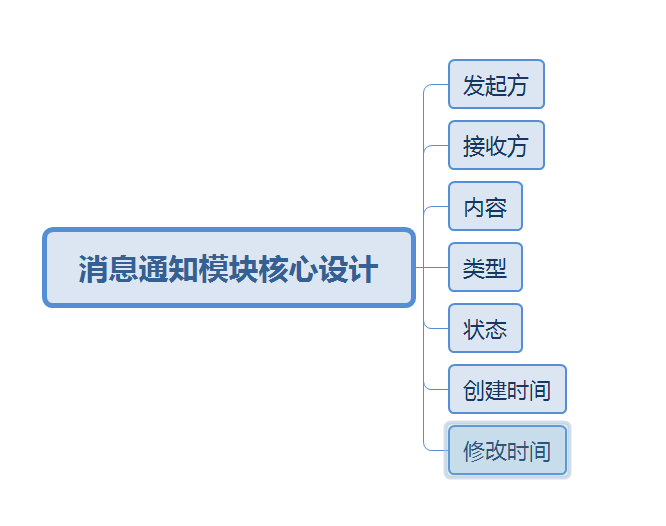 消息通知模块核心设计
发起方
接收方
内容
类型
状态
创建时间
修改时间